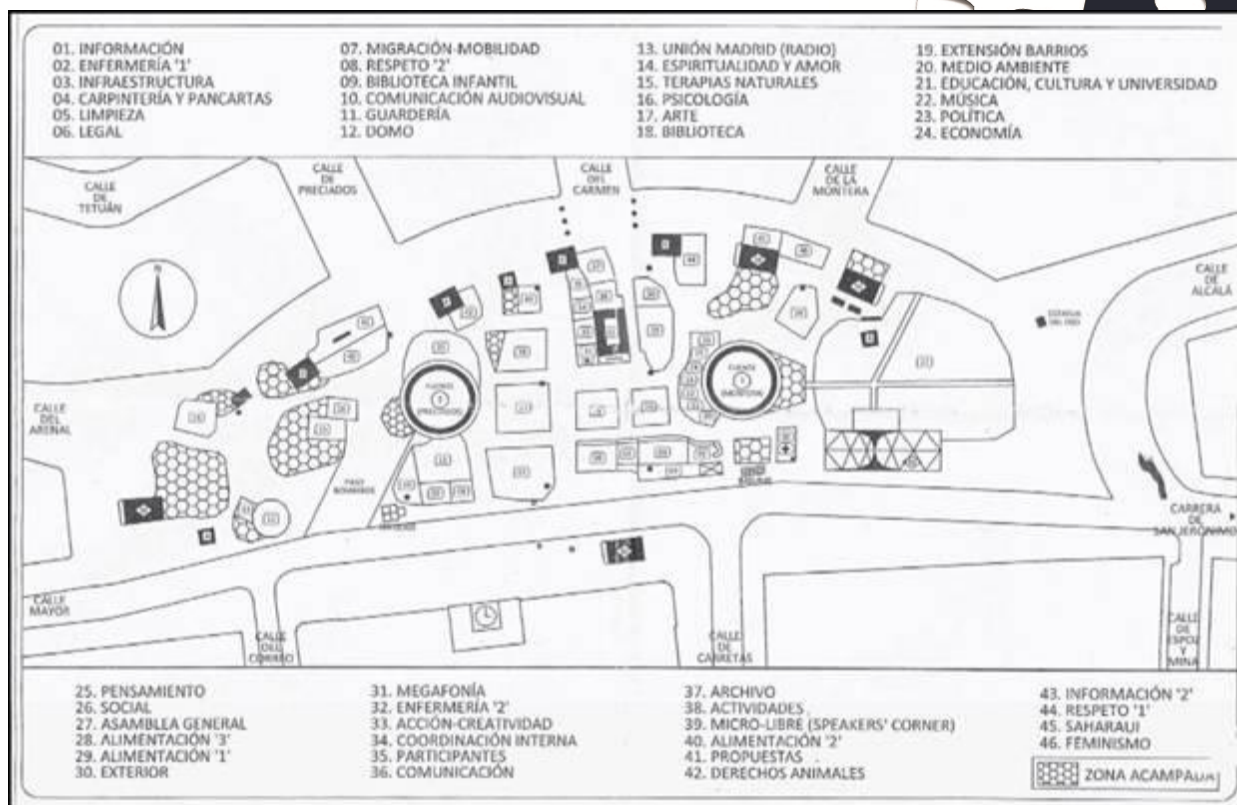 01. INFORMACIÓN
02. ENFERMERÍA '1'
03. INFRAESTRUCTURA
04. CARPINTERÍA Y PANCARTAS
05. LIMPIEZA
06. LEGAL
07. MIGRACIÓN-MOBILIDAD
08. RESPETO '2'
09. BIBLIOTECA INFANTIL
10. COMUNICACIÓN AUDIOVISUAL
11. GUARDERÍA
12. DOMO
13. UNIÓN MADRID (RADIO)
14. ESPIRITUALIDAD Y AMOR
15. TERAPIAS NATURALES
16. PSICOLOGÍA
17. ARTE
18. BIBLIOTECA
19. EXTENSIÓN BARRIOS
20. MEDIO AMBIENTE
21. EDUCACIÓN, CULTURA Y UNIVERSIDAD
22. MÚSICA
23. POLÍTICA
24. ECONOMÍA
CALLE
DE
TETUÁN
CALLE
DE
PRECIADOS
CALLE
DEL
CARMEN
CALLE
DE LA
MONTERA
CALLE
DE
ALCALÁ
N
CALLE
DEL
ARENAL
FUENTE
(PRECIADOS)
FUENTE
PASO
BOMBEROS
CARRERA
DE
SAN JERÓNIMO
CALLE
MAYOR
CALLE
DEL
CORREO
CALLE
DE
CARRETAS
CALLE
DE
ESPOZ
Y
MINA
25. PENSAMIENTO
26. SOCIAL
27. ASAMBLEA GENERAL
28. ALIMENTACIÓN '3'
29. ALIMENTACIÓN '1'
30. EXTERIOR
31. MEGAFONÍA
32. ENFERMERÍA '2'
33. ACCIÓN-CREATIVIDAD
34. COORDINACIÓN INTERNA
35. PARTICIPANTES
36. COMUNICACIÓN
37. ARCHIVO
38. ACTIVIDADES
39. MICRO-LIBRE (SPEAKERS' CORNER)
40. ALIMENTACIÓN '2'
41. PROPUESTAS
42. DERECHOS ANIMALES
43. INFORMACIÓN '2'
44. RESPETO '1'
45. SAHARAUI
46. FEMINISMO
ZONA ACAMPADA